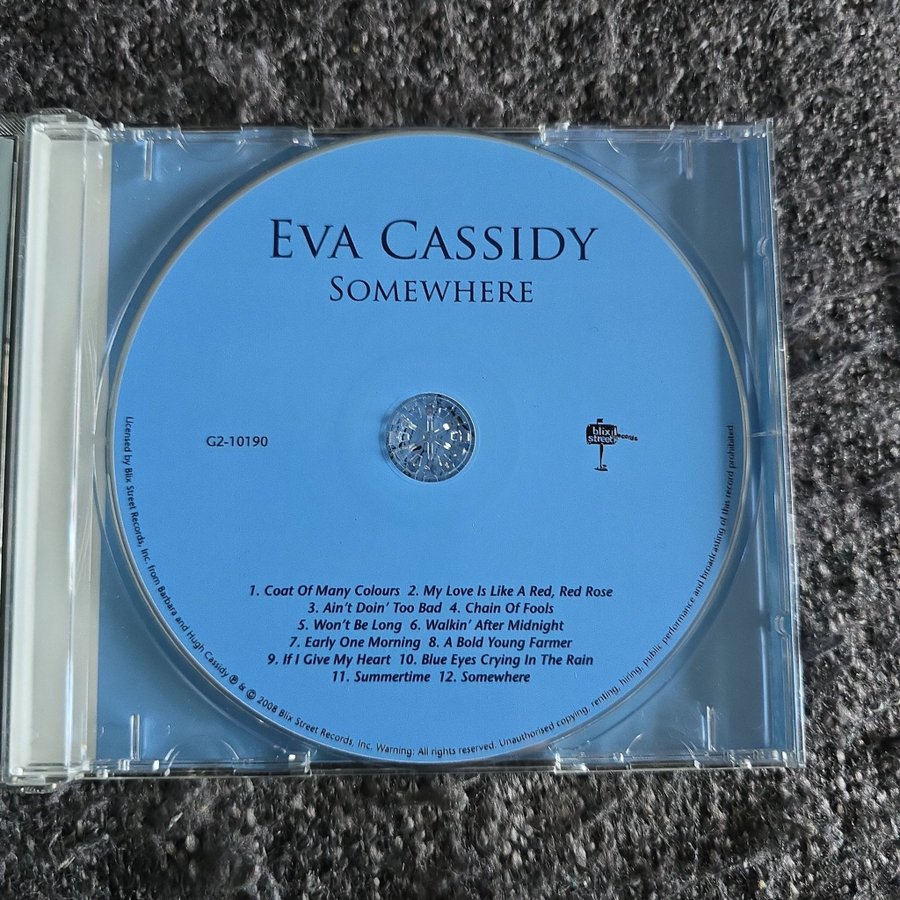 EVA CASSIDY
SOMEWHERE
G2-10190
blix
street records
1. Coat Of Many Colours 2. My Love Is Like A Red, Red Rose
3. Ain't Doin' Too Bad 4. Chain Of Fools
5. Won't Be Long 6. Walkin' After Midnight
7. Early One Morning 8. A Bold Young Farmer
9. If I Give My Heart 10. Blue Eyes Crying In The Rain
11. Summertime 12. Somewhere
Licensed by Blix Street Records, Inc. from Barbara and Hugh Cassidy ℗ & © 2008 Blix Street Records, Inc. Warning: All rights reserved. Unauthorised copying, renting, hiring, public performance and broadcasting of this record prohibited